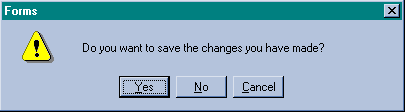 Forms
Do you want to save the changes you have made?
Yes No Cancel